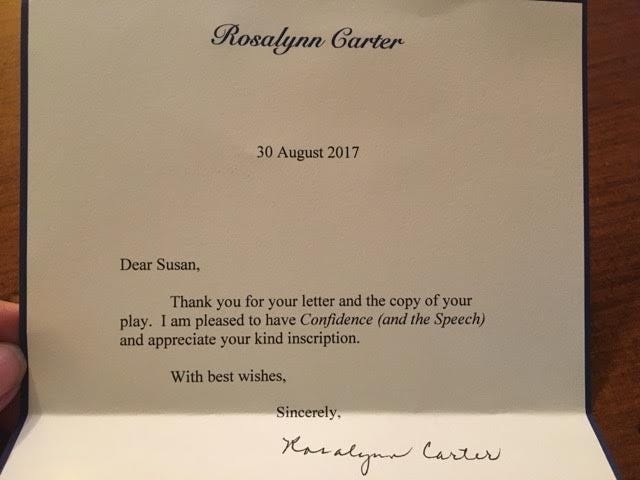 Rosalynn Carter
30 August 2017
Dear Susan,
Thank you for your letter and the copy of your
play. I am pleased to have Confidence (and the Speech)
and appreciate your kind inscription.
With best wishes,
Sincerely,
Rosalynn Carter